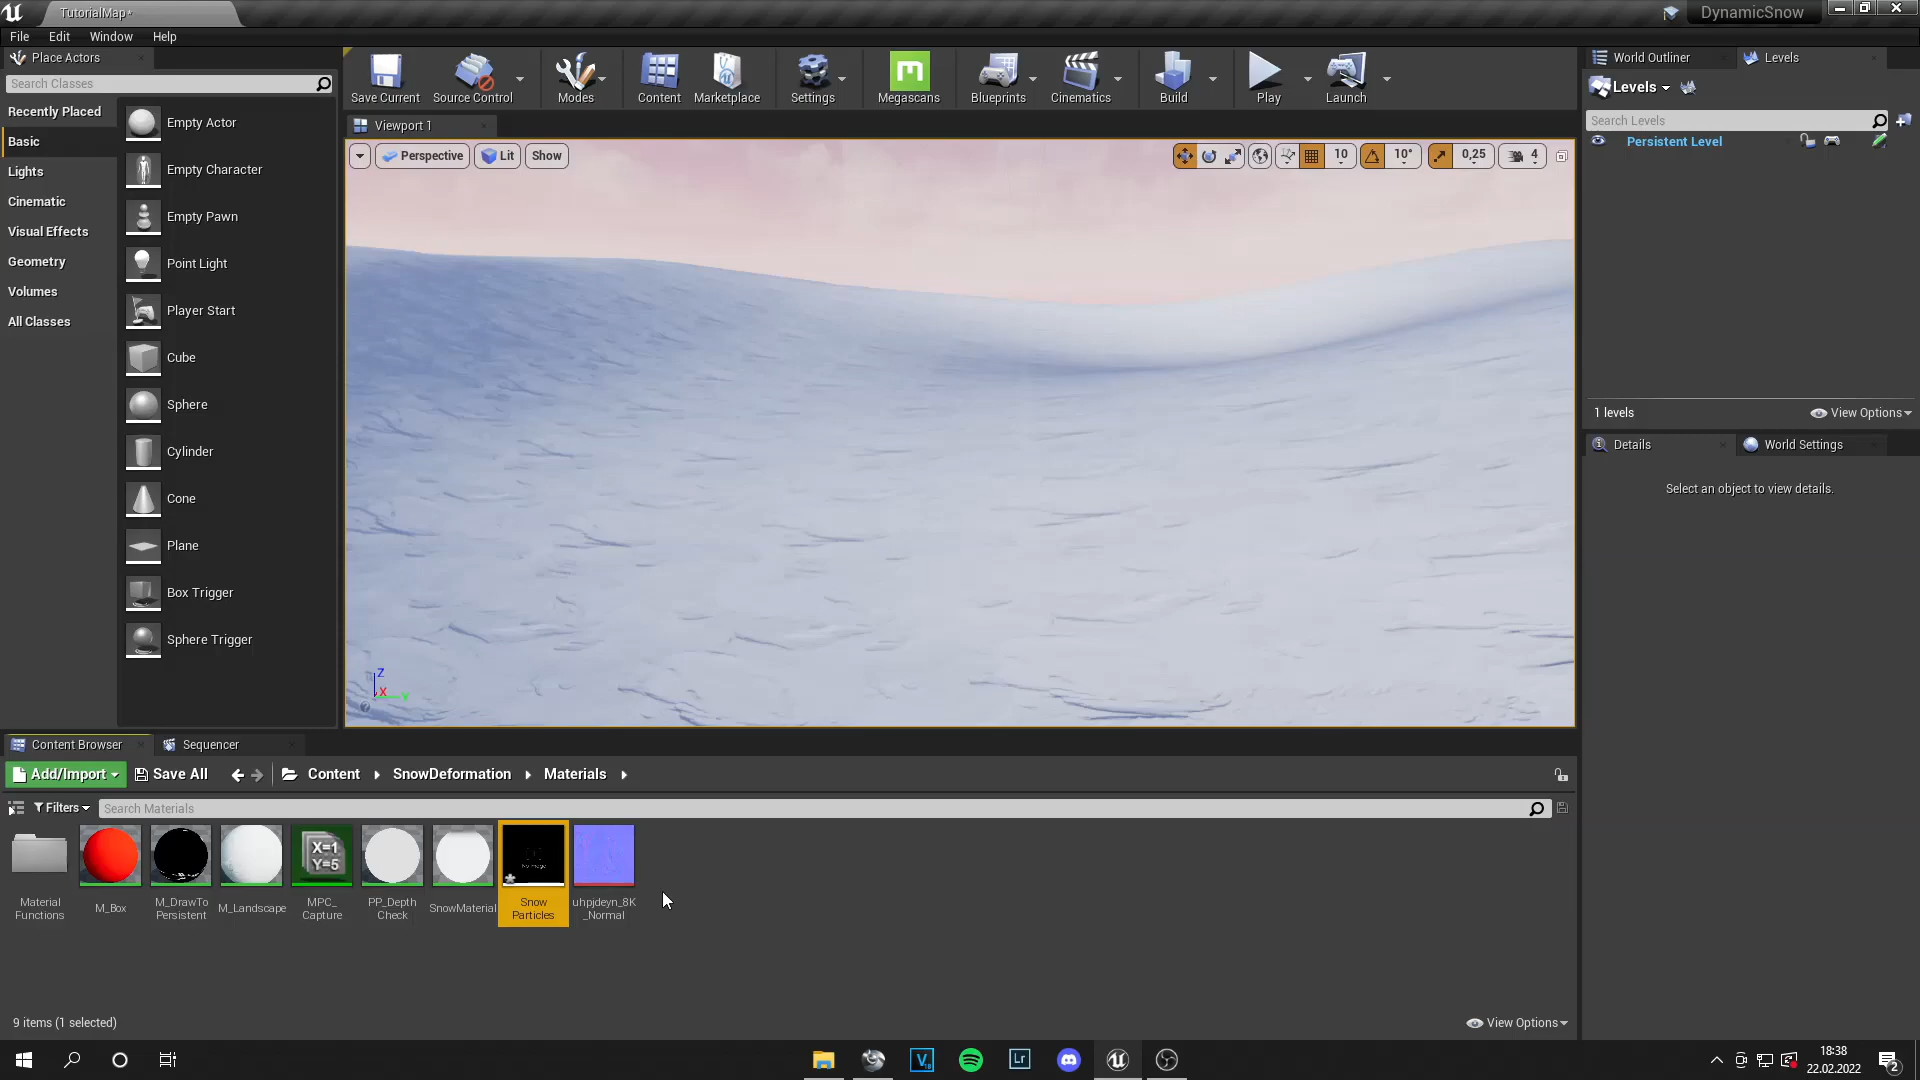 TutorialMap*
DynamicSnow
File Edit Window Help
Place Actors
Search Classes
Recently Placed
Basic
Lights
Cinematic
Visual Effects
Geometry
Volumes
All Classes
Empty Actor
Empty Character
Empty Pawn
Point Light
Player Start
Cube
Sphere
Cylinder
Cone
Plane
Box Trigger
Sphere Trigger
Save Current
Source Control
Modes
Content
Marketplace
Settings
Megascans
Blueprints
Cinematics
Build
Play
Launch
Viewport 1
Perspective
Lit
Show
10
10°
0,25
4
Z
X
Y
World Outliner
Levels
Levels
Search Levels
Persistent Level
1 levels
View Options
Details
World Settings
Select an object to view details.
Content Browser
Sequencer
Add/Import
Save All
Content
SnowDeformation
Materials
Filters
Search Materials
X=1
Y=5
No Image
Material
Functions
M_Box
M_DrawTo
Persistent
M_Landscape
MPC_
Capture
PP_Depth
Check
SnowMaterial
Snow
Particles
uhpjdeyn_8K
_Normal
9 items (1 selected)
View Options
Lr
18:38
22.02.2022
2